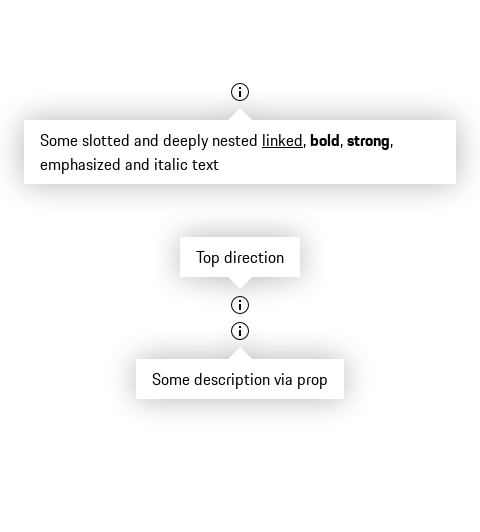 Some slotted and deeply nested linked, bold, strong,
emphasized and italic text
Top direction
Some description via prop